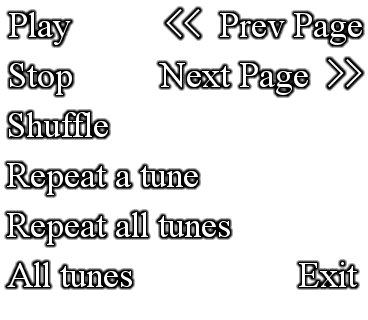 Play << Prev Page
Stop Next Page >>
Shuffle
Repeat a tune
Repeat all tunes
All tunes Exit